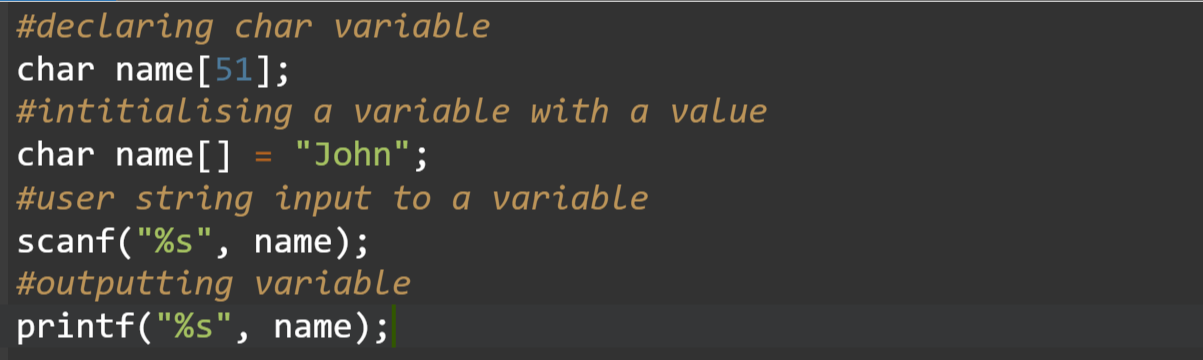 #declaring char variable
char name[51];
#intitialising a variable with a value
char name[] = "John";
#user string input to a variable
scanf("%s", name);
#outputting variable
printf("%s", name);